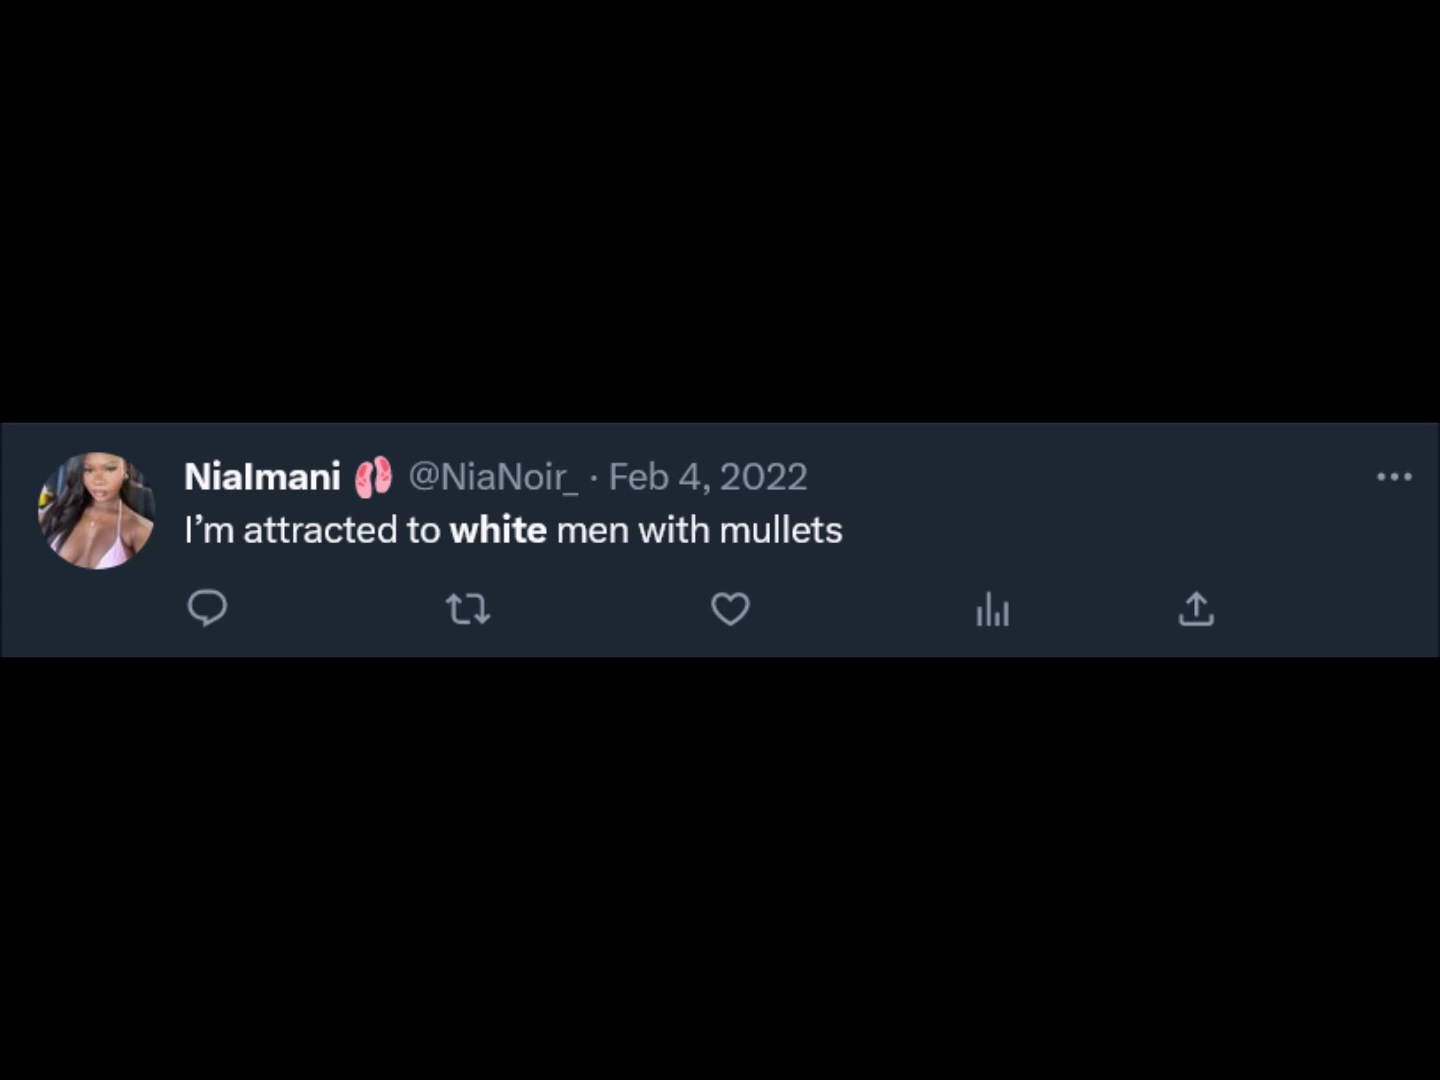 NiaImani 🩰 @NiaNoir_ · Feb 4, 2022
I’m attracted to white men with mullets